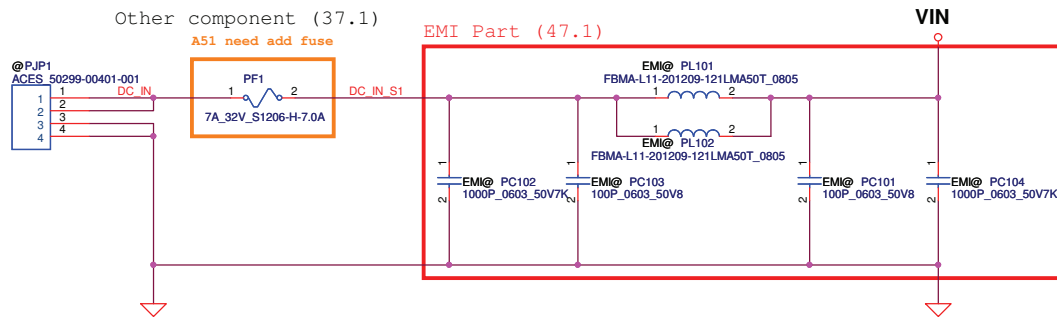 Other component (37.1)
A51 need add fuse
EMI Part (47.1)
VIN
@PJP1
ACES_50299-00401-001
1
2
3
4
1
2
3
4
DC_IN
PF1
1
2
7A_32V_S1206-H-7.0A
DC_IN_S1
EMI@ PL101
FBMA-L11-201209-121LMA50T_0805
1
2
1
2
EMI@ PL102
FBMA-L11-201209-121LMA50T_0805
1
2
EMI@ PC102
1000P_0603_50V7K
1
2
EMI@ PC103
100P_0603_50V8
1
2
EMI@ PC101
100P_0603_50V8
1
2
EMI@ PC104
1000P_0603_50V7K